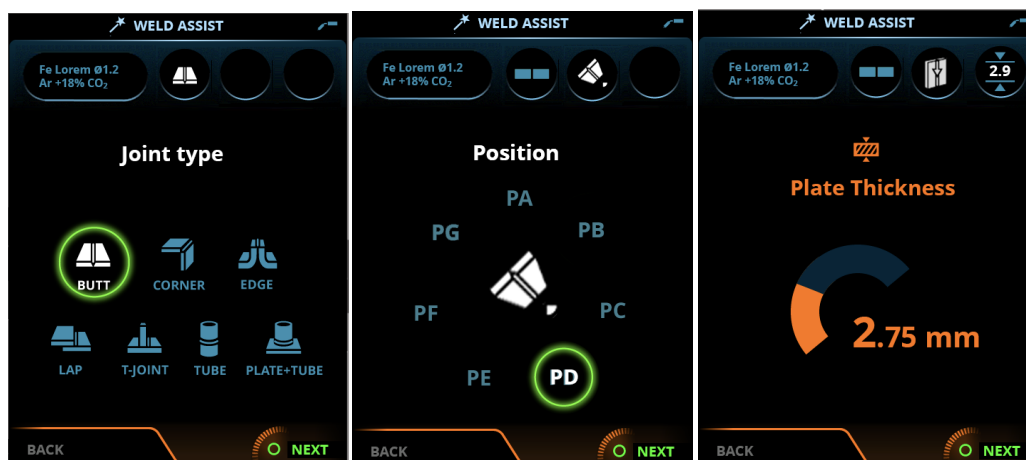 WELD ASSIST
Fe Lorem ø1.2
Ar +18% CO₂
Joint type
BUTT
CORNER
EDGE
LAP
T-JOINT
TUBE
PLATE+TUBE
BACK
NEXT
WELD ASSIST
Fe Lorem ø1.2
Ar +18% CO₂
Position
PA
PG
PB
PF
PC
PE
PD
BACK
NEXT
WELD ASSIST
Fe Lorem ø1.2
Ar +18% CO₂
2.9
Plate Thickness
2.75 mm
BACK
NEXT